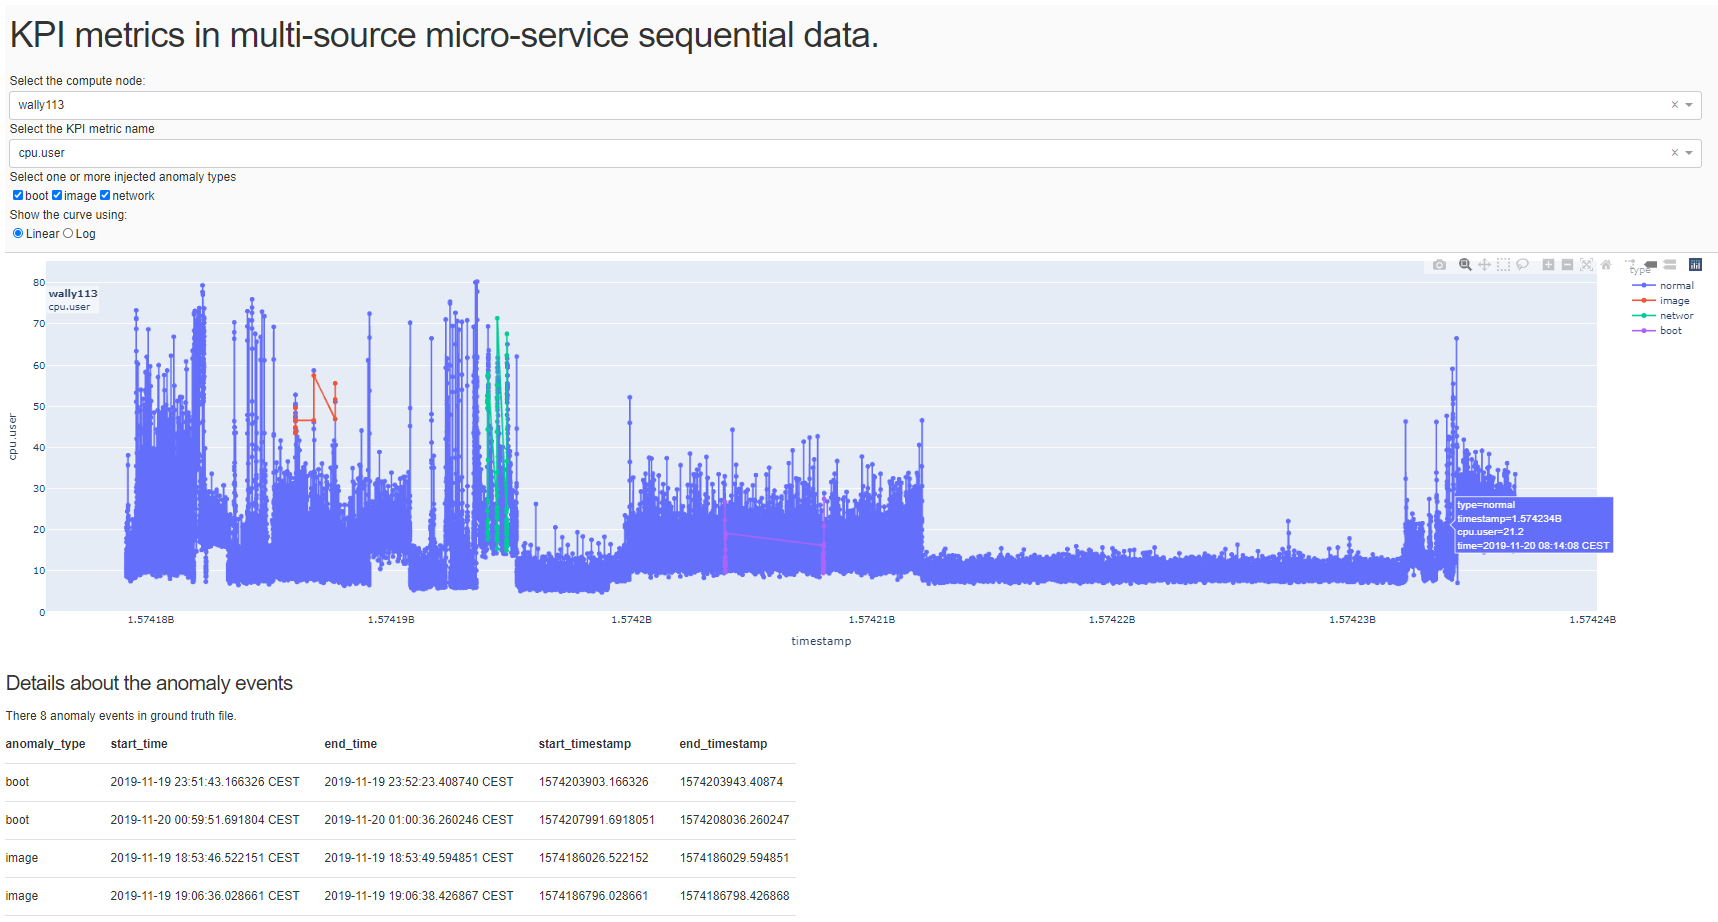 KPI metrics in multi-source micro-service sequential data.
Select the compute node:
wally113
Select the KPI metric name
cpu.user
Select one or more injected anomaly types
boot image network
Show the curve using:
Linear Log
type
normal
image
networ
boot
wally113
cpu.user
80
70
60
50
40
30
20
10
0
cpu.user
type=normal
timestamp=1.574234B
cpu.user=21.2
time=2019-11-20 08:14:08 CEST
1.57418B 1.57419B 1.5742B 1.57421B 1.57422B 1.57423B 1.57424B
timestamp
Details about the anomaly events
There 8 anomaly events in ground truth file.
anomaly_type start_time end_time start_timestamp end_timestamp
boot 2019-11-19 23:51:43.166326 CEST 2019-11-19 23:52:23.408740 CEST 1574203903.166326 1574203943.40874
boot 2019-11-20 00:59:51.691804 CEST 2019-11-20 01:00:36.260246 CEST 1574207991.6918051 1574208036.260247
image 2019-11-19 18:53:46.522151 CEST 2019-11-19 18:53:49.594851 CEST 1574186026.522152 1574186029.594851
image 2019-11-19 19:06:36.028661 CEST 2019-11-19 19:06:38.426867 CEST 1574186796.028661 1574186798.426868